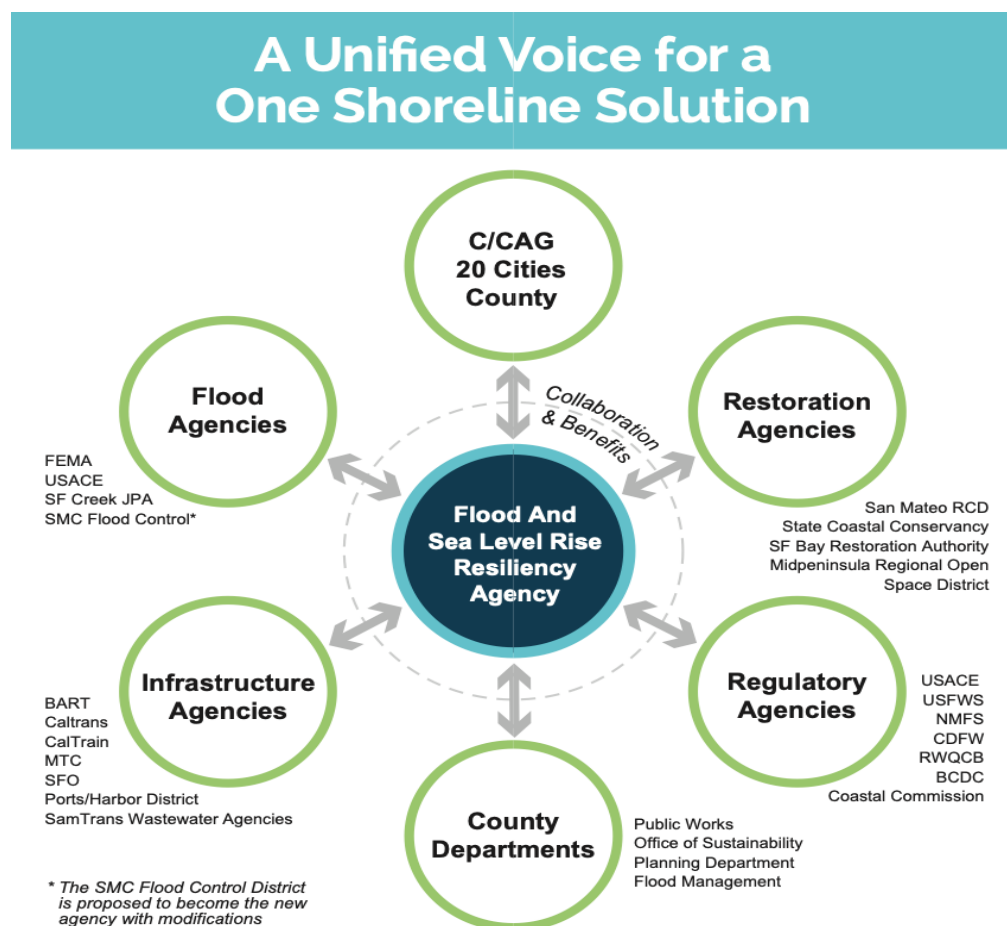 A Unified Voice for a
One Shoreline Solution
C/CAG
20 Cities
County
Flood
Agencies
FEMA
USACE
SF Creek JPA
SMC Flood Control*
Collaboration
& Benefits
Restoration
Agencies
San Mateo RCD
State Coastal Conservancy
SF Bay Restoration Authority
Midpeninsula Regional Open
Space District
Flood And
Sea Level Rise
Resiliency
Agency
Infrastructure
Agencies
BART
Caltrans
CalTrain
MTC
SFO
Ports/Harbor District
SamTrans Wastewater Agencies
Regulatory
Agencies
USACE
USFWS
NMFS
CDFW
RWQCB
BCDC
Coastal Commission
County
Departments
Public Works
Office of Sustainability
Planning Department
Flood Management
* The SMC Flood Control District
is proposed to become the new
agency with modifications